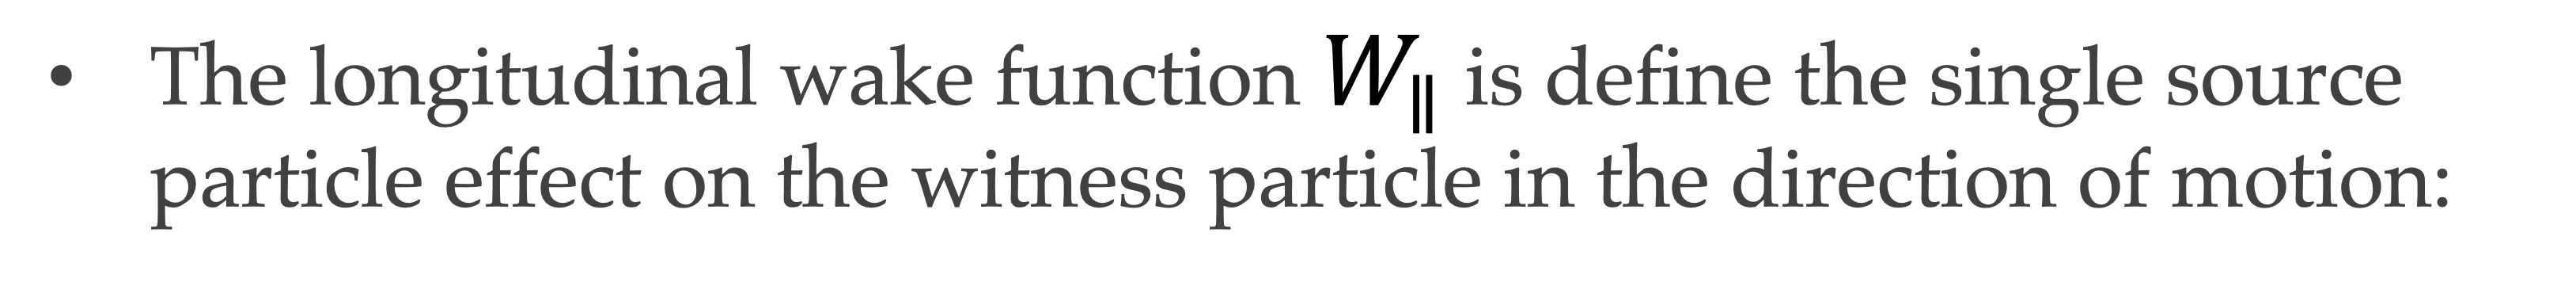 • The longitudinal wake function W∥ is define the single source
particle effect on the witness particle in the direction of motion: